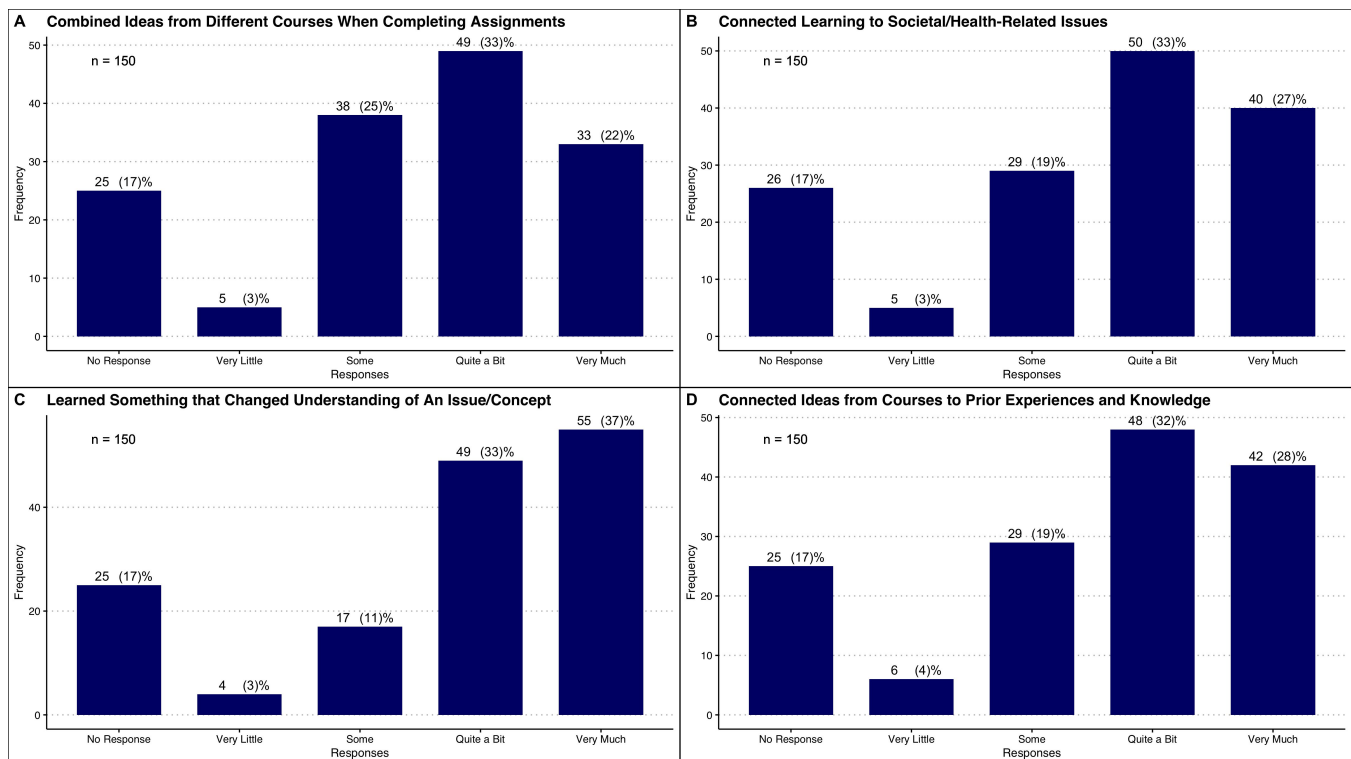 A Combined Ideas from Different Courses When Completing Assignments
n = 150
50
40
30
20
10
0
Frequency
25 (17)%
5 (3)%
38 (25)%
49 (33)%
33 (22)%
No Response Very Little Some Quite a Bit Very Much
Responses
B Connected Learning to Societal/Health-Related Issues
n = 150
50
40
30
20
10
0
Frequency
26 (17)%
5 (3)%
29 (19)%
50 (33)%
40 (27)%
No Response Very Little Some Quite a Bit Very Much
Responses
C Learned Something that Changed Understanding of An Issue/Concept
n = 150
40
20
0
Frequency
25 (17)%
4 (3)%
17 (11)%
49 (33)%
55 (37)%
No Response Very Little Some Quite a Bit Very Much
Responses
D Connected Ideas from Courses to Prior Experiences and Knowledge
n = 150
50
40
30
20
10
0
Frequency
25 (17)%
6 (4)%
29 (19)%
48 (32)%
42 (28)%
No Response Very Little Some Quite a Bit Very Much
Responses